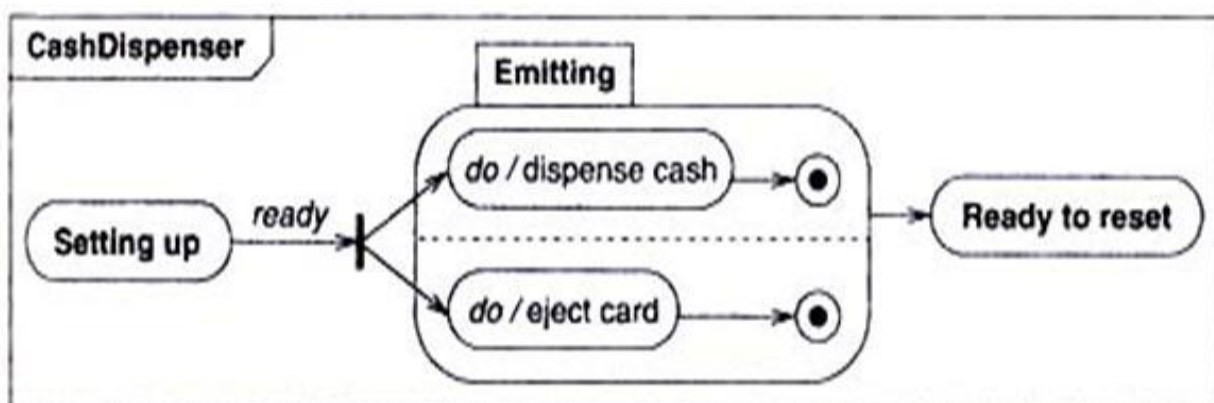 CashDispenser
Emitting
do / dispense cash
Setting up
ready
Ready to reset
do / eject card